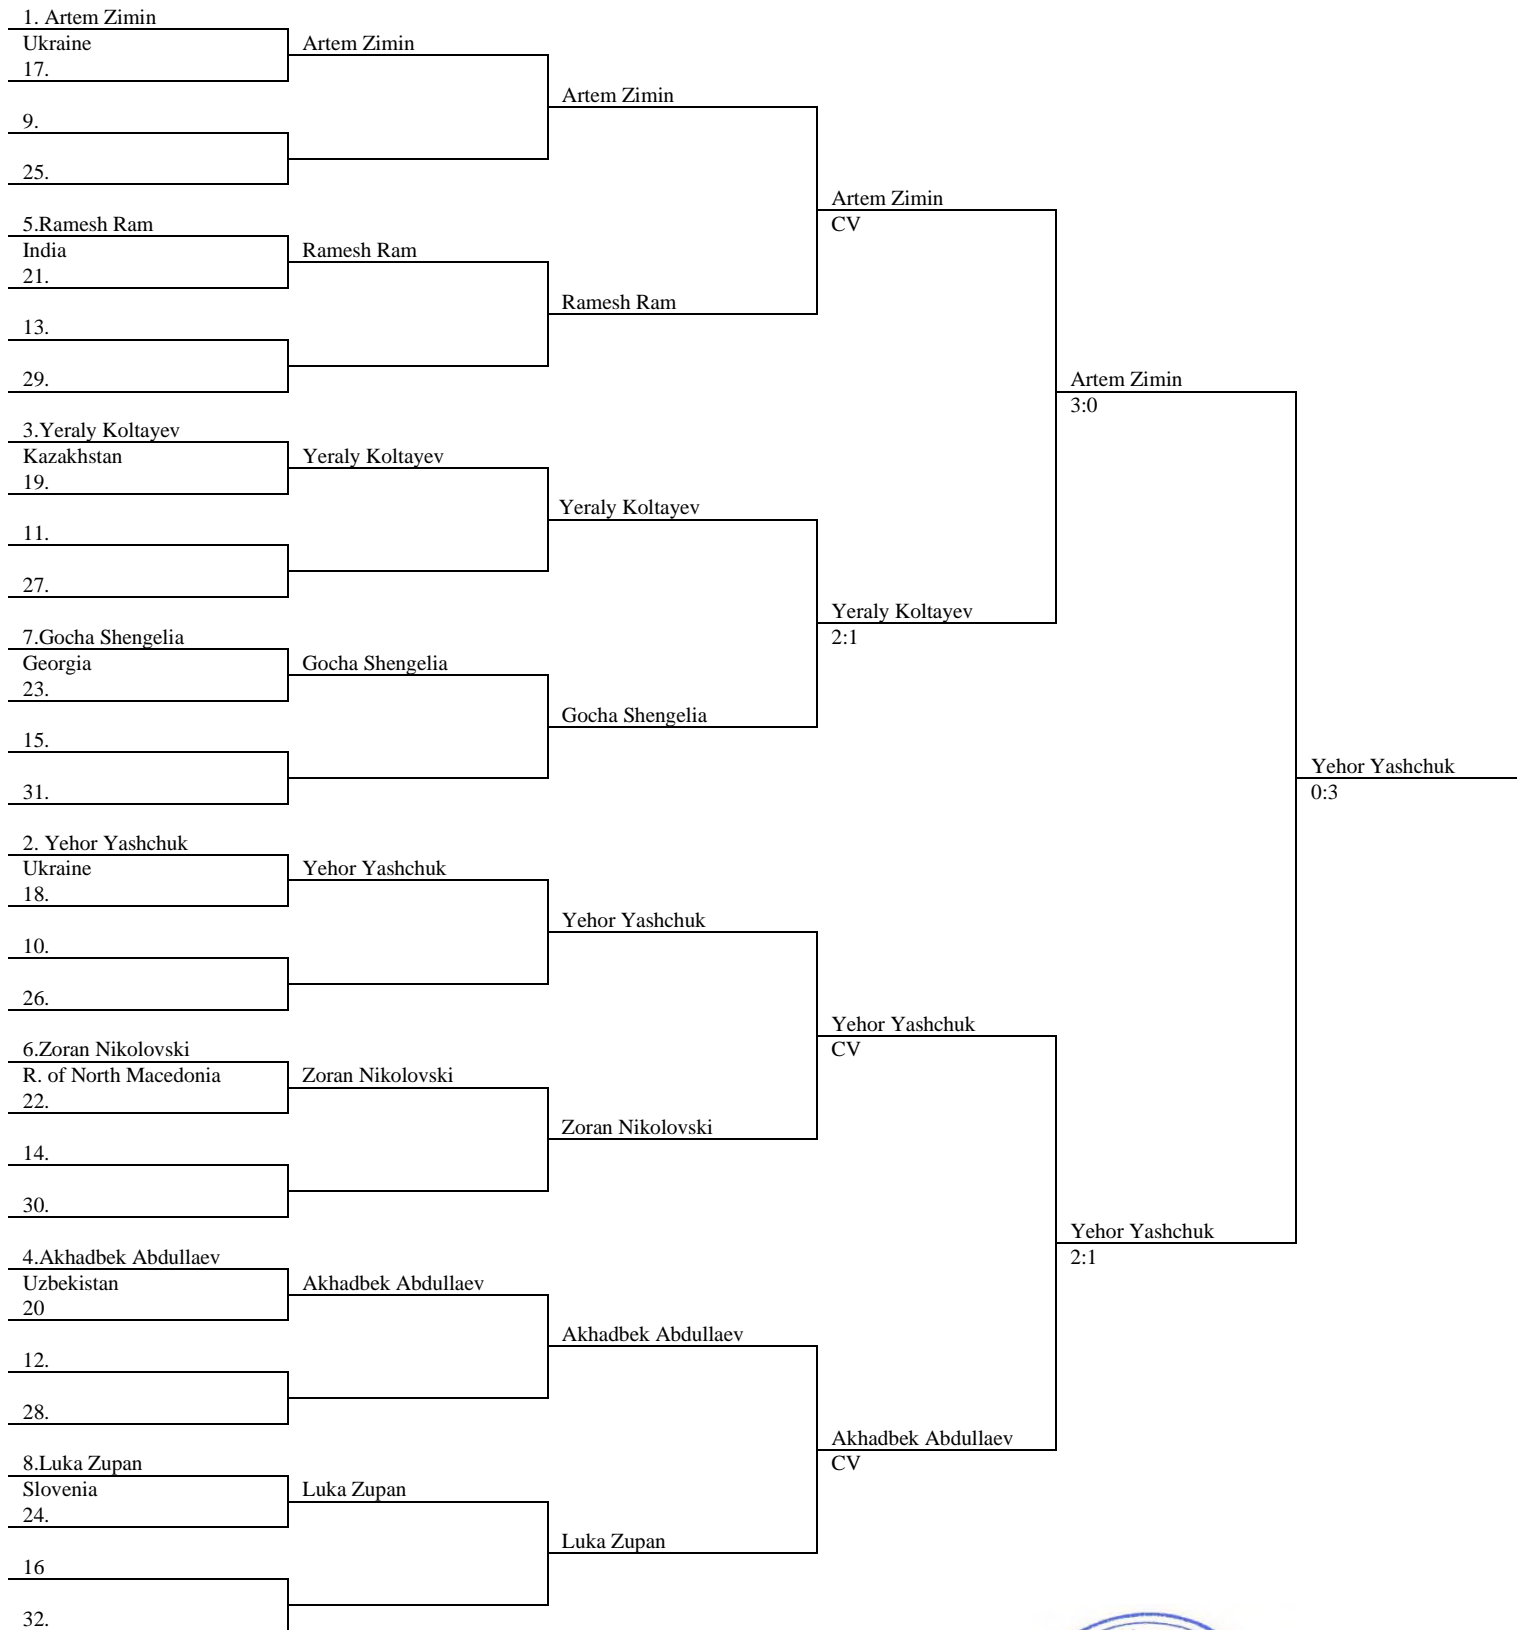 1. Artem Zimin
Ukraine
17.
9.
25.
5.Ramesh Ram
India
21.
13.
29.
3.Yeraly Koltayev
Kazakhstan
19.
11.
27.
7.Gocha Shengelia
Georgia
23.
15.
31.
2. Yehor Yashchuk
Ukraine
18.
10.
26.
6.Zoran Nikolovski
R. of North Macedonia
22.
14.
30.
4.Akhadbek Abdullaev
Uzbekistan
20
12.
28.
8.Luka Zupan
Slovenia
24.
16
32.
Artem Zimin
Ramesh Ram
Yeraly Koltayev
Gocha Shengelia
Yehor Yashchuk
Zoran Nikolovski
Akhadbek Abdullaev
Luka Zupan
Artem Zimin
Ramesh Ram
Yeraly Koltayev
Gocha Shengelia
Yehor Yashchuk
Zoran Nikolovski
Akhadbek Abdullaev
Luka Zupan
Artem Zimin
CV
Yeraly Koltayev
2:1
Yehor Yashchuk
CV
Akhadbek Abdullaev
CV
Artem Zimin
3:0
Yehor Yashchuk
2:1
Yehor Yashchuk
0:3